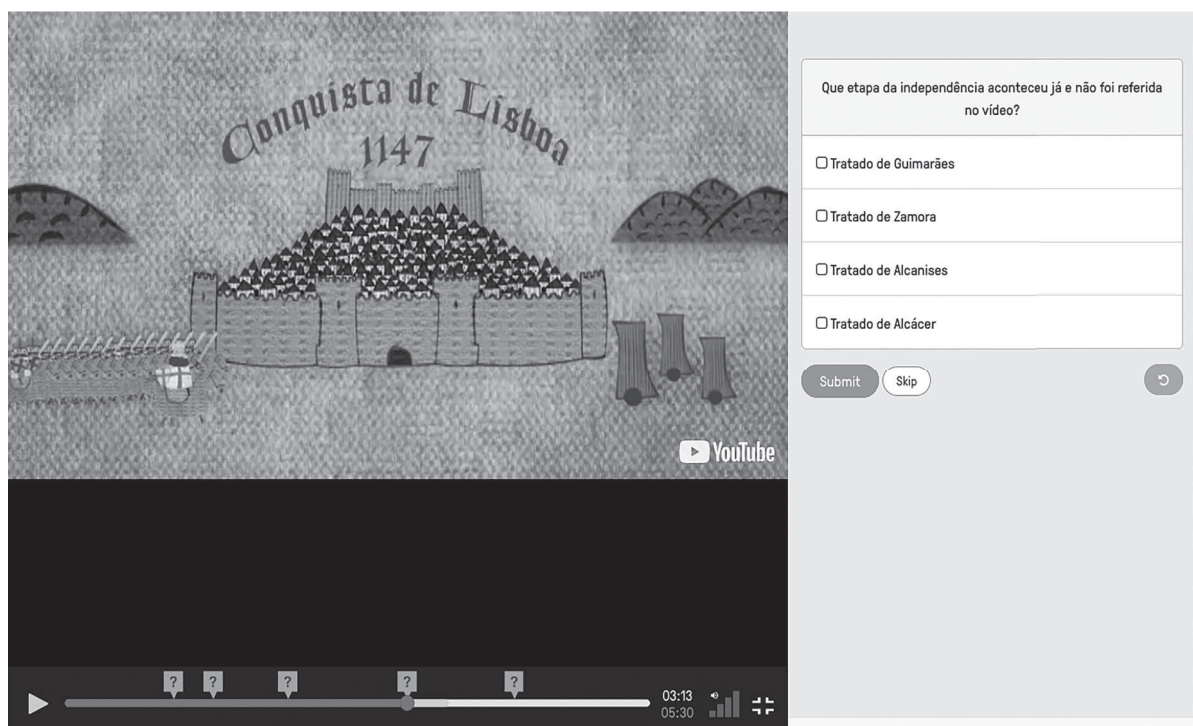 Conquista de Lisboa
1147
YouTube
? ? ? ? ?
03:13
05:30
Que etapa da independência aconteceu já e não foi referida
no vídeo?
Tratado de Guimarães
Tratado de Zamora
Tratado de Alcanises
Tratado de Alcácer
Submit
Skip